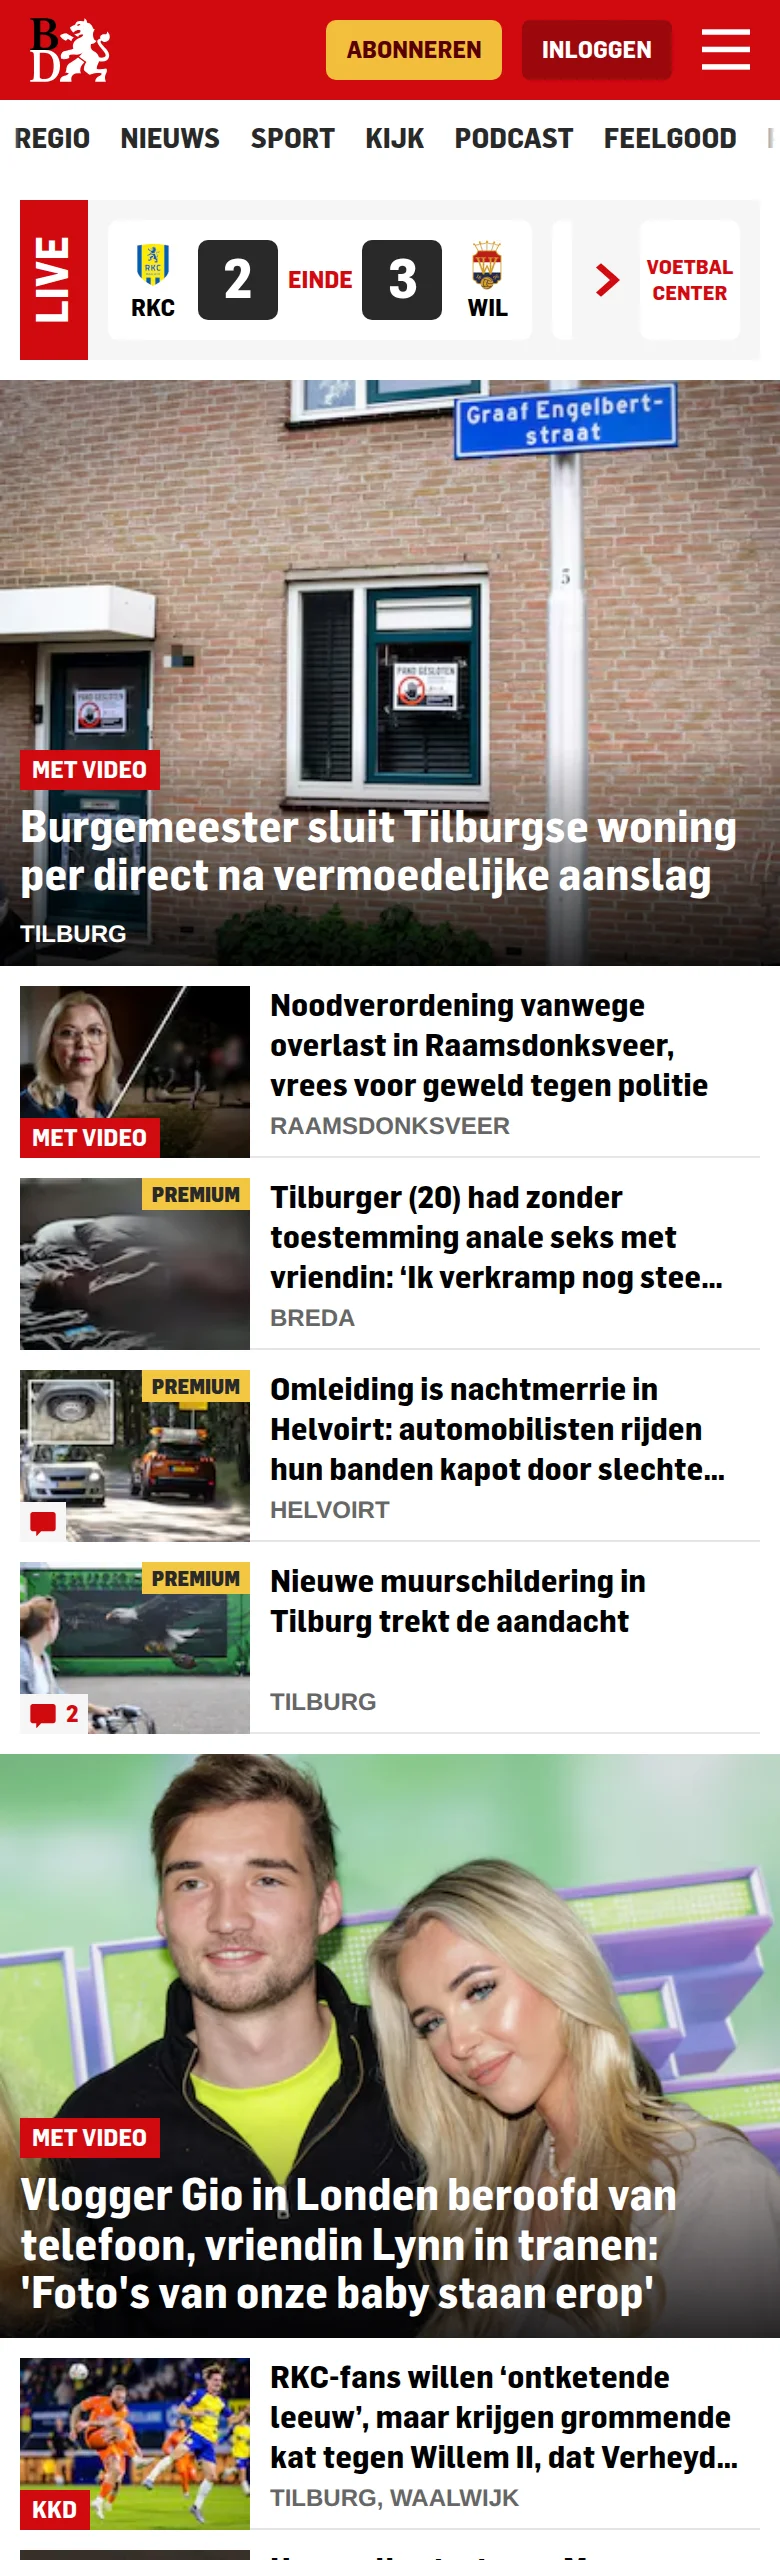 BD
ABONNEREN
INLOGGEN
REGIO NIEUWS SPORT KIJK PODCAST FEELGOOD
LIVE
RKC
2
EINDE
3
WIL
VOETBAL
CENTER
Graaf Engelbert-
straat
5
PAND GESLOTEN
PAND GESLOTEN
MET VIDEO
Burgemeester sluit Tilburgse woning
per direct na vermoedelijke aanslag
TILBURG
MET VIDEO
Noodverordening vanwege
overlast in Raamsdonksveer,
vrees voor geweld tegen politie
RAAMSDONKSVEER
PREMIUM
Tilburger (20) had zonder
toestemming anale seks met
vriendin: ‘Ik verkramp nog stee...
BREDA
PREMIUM
Omleiding is nachtmerrie in
Helvoirt: automobilisten rijden
hun banden kapot door slechte...
HELVOIRT
PREMIUM
2
Nieuwe muurschildering in
Tilburg trekt de aandacht
TILBURG
MET VIDEO
Vlogger Gio in Londen beroofd van
telefoon, vriendin Lynn in tranen:
'Foto's van onze baby staan erop'
KKD
RKC-fans willen ‘ontketende
leeuw’, maar krijgen grommende
kat tegen Willem II, dat Verheyd...
TILBURG, WAALWIJK